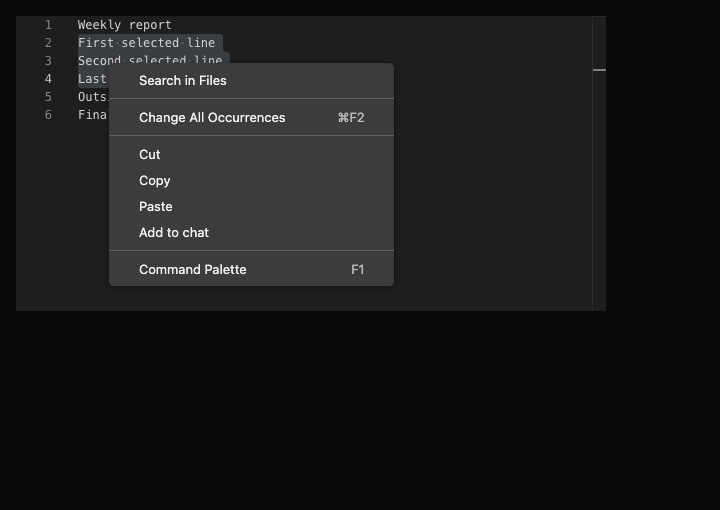 1 Weekly report
2 First selected line
3 Second selected line
4 Last
5 Outs
6 Fina
Search in Files
Change All Occurrences ⌘F2
Cut
Copy
Paste
Add to chat
Command Palette F1